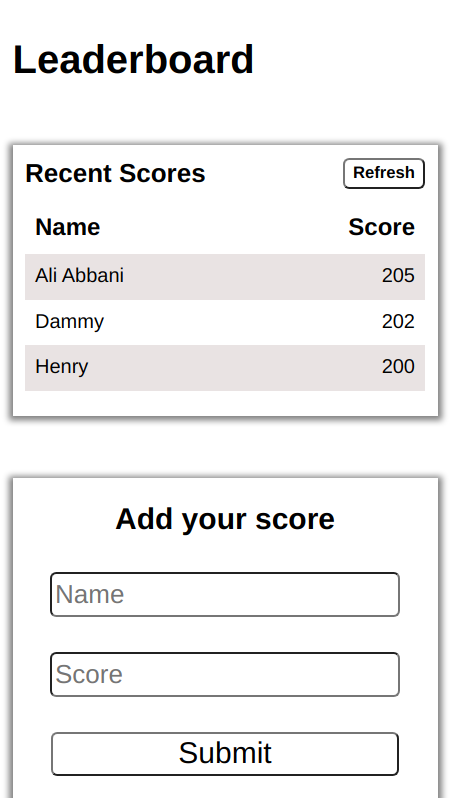 Leaderboard
Recent Scores Refresh
Name Score
Ali Abbani 205
Dammy 202
Henry 200
Add your score
Name
Score
Submit